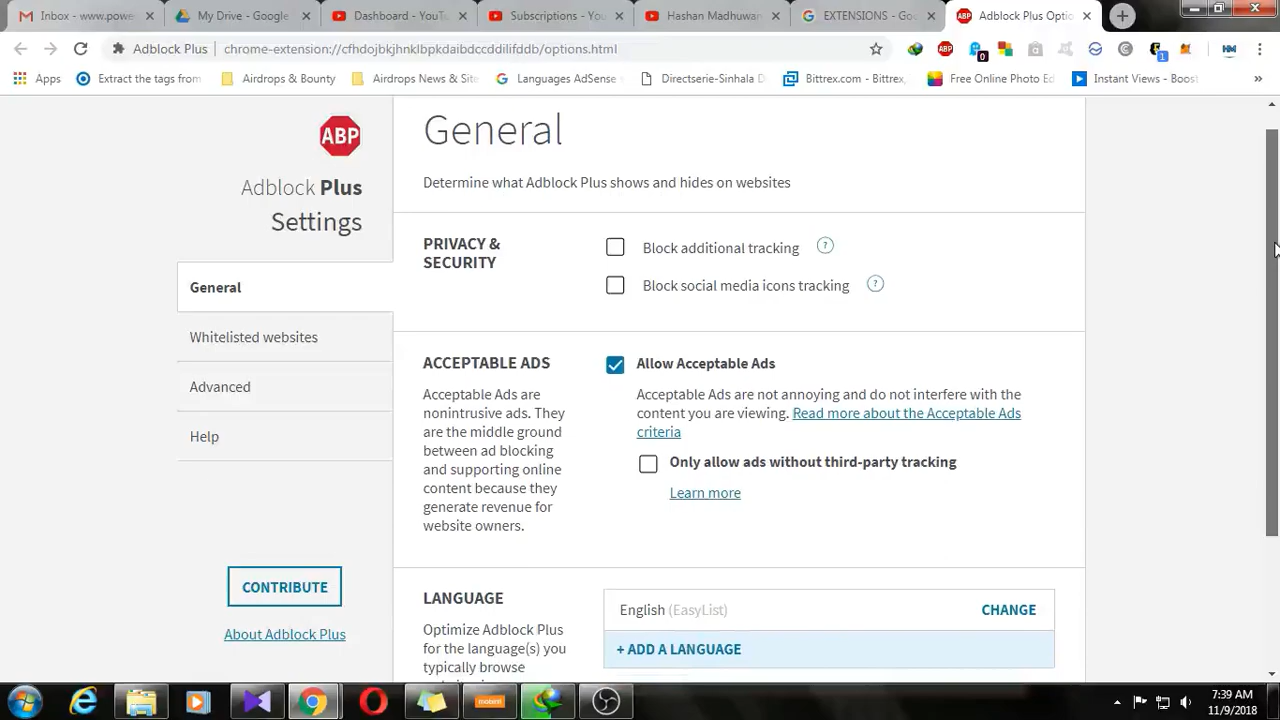 Inbox - www.powe
My Drive - Google
Dashboard - YouTu
Subscriptions - You
Hashan Madhuwan
EXTENSIONS - Goo
Adblock Plus Optio
Adblock Plus
chrome-extension://cfhdojbkjhnklbpkdaibdccddilifddb/options.html
0
1
HM
Apps
Extract the tags from
Airdrops & Bounty
Airdrops News & Site
Languages AdSense
Directserie-Sinhala D
Bittrex.com - Bittrex,
Free Online Photo Ed
Instant Views - Boost
»
ABP
Adblock Plus
Settings
General
Whitelisted websites
Advanced
Help
CONTRIBUTE
About Adblock Plus
General
Determine what Adblock Plus shows and hides on websites
PRIVACY &
SECURITY
Block additional tracking ?
Block social media icons tracking ?
ACCEPTABLE ADS
Acceptable Ads are
nonintrusive ads. They
are the middle ground
between ad blocking
and supporting online
content because they
generate revenue for
website owners.
Allow Acceptable Ads
Acceptable Ads are not annoying and do not interfere with the
content you are viewing. Read more about the Acceptable Ads
criteria
Only allow ads without third-party tracking
Learn more
LANGUAGE
Optimize Adblock Plus
for the language(s) you
typically browse
English (EasyList)
CHANGE
+ ADD A LANGUAGE
mobirise
7:39 AM
11/9/2018